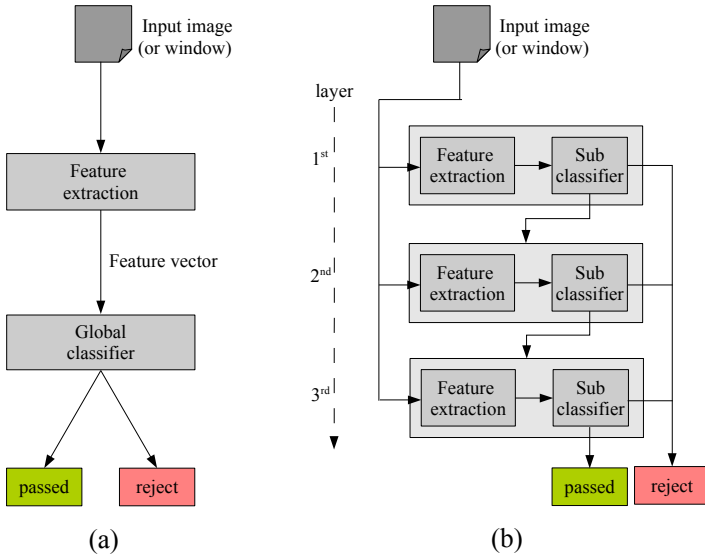 Input image
(or window)
Feature
extraction
Feature vector
Global
classifier
passed
reject
(a)
Input image
(or window)
layer
1st
Feature
extraction
Sub
classifier
2nd
Feature
extraction
Sub
classifier
3rd
Feature
extraction
Sub
classifier
passed
reject
(b)